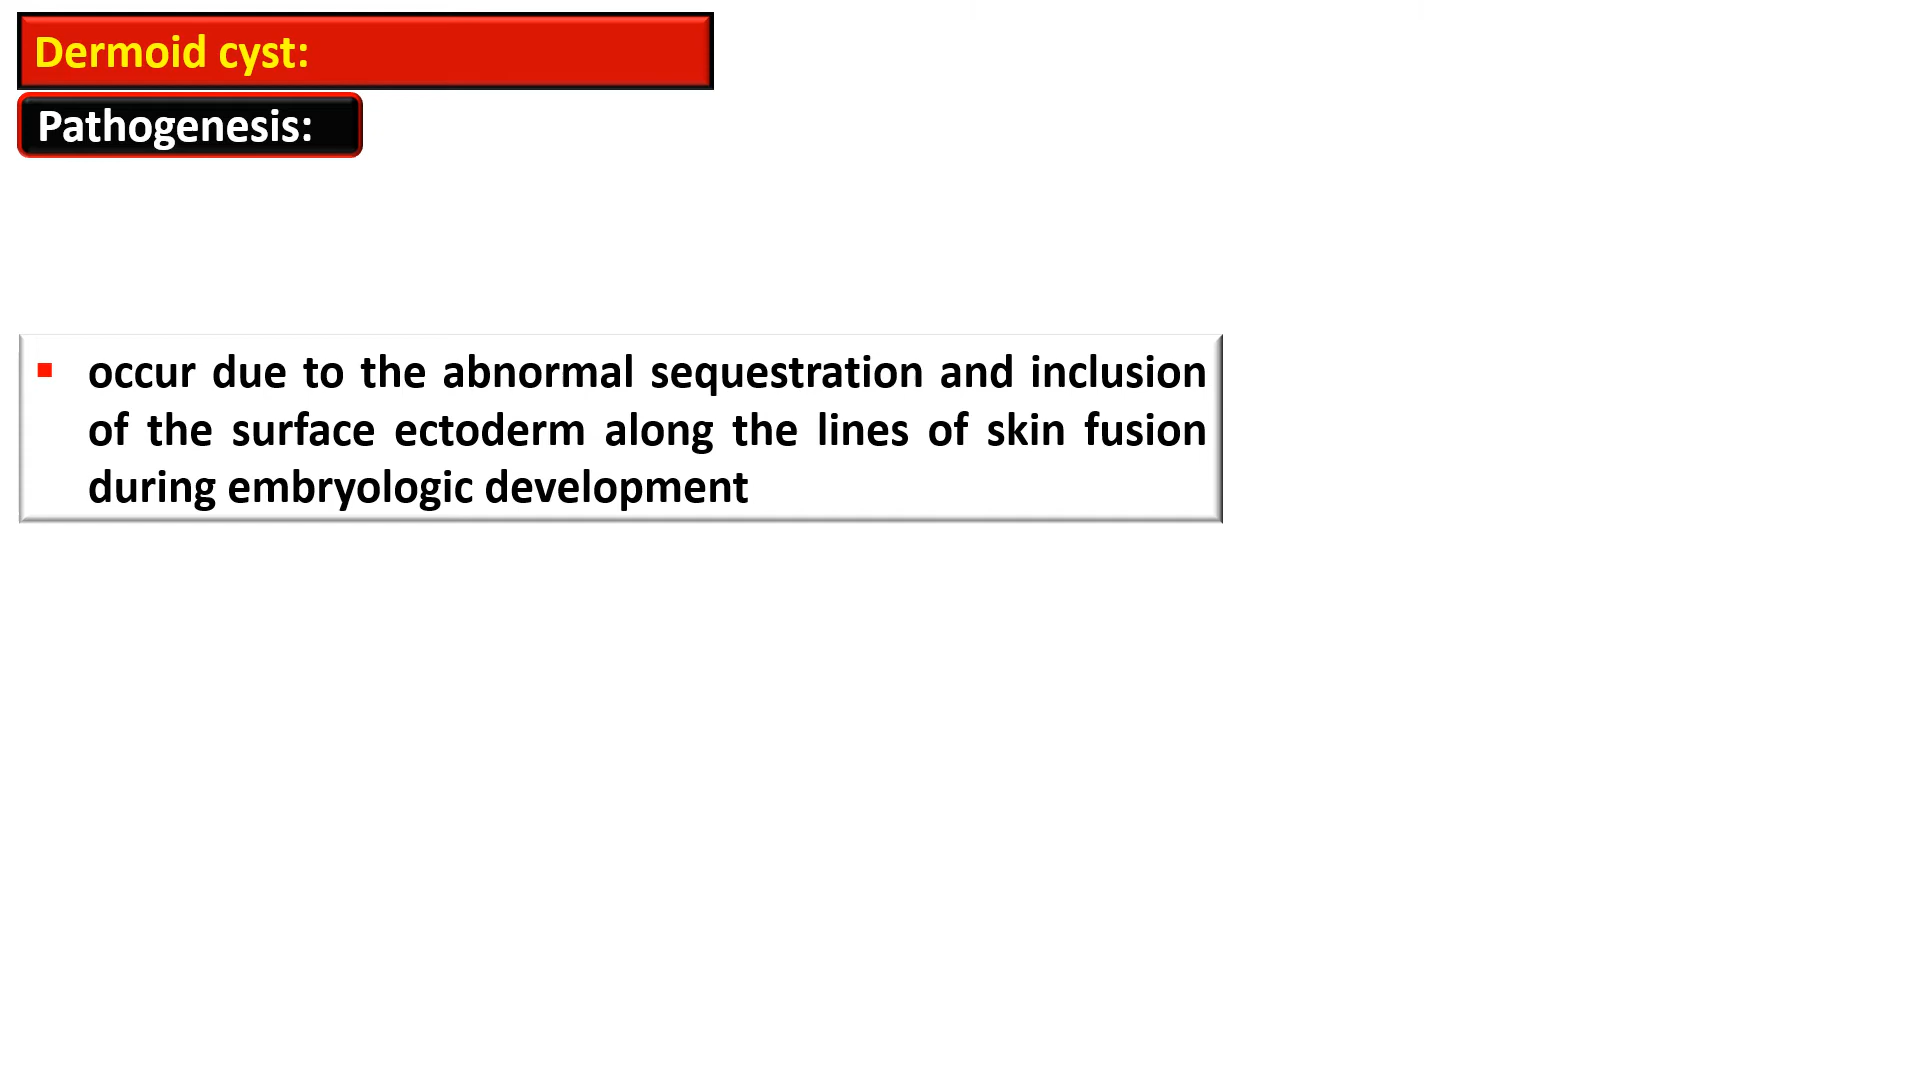 Dermoid cyst:
Pathogenesis:
▪ occur due to the abnormal sequestration and inclusion
of the surface ectoderm along the lines of skin fusion
during embryologic development